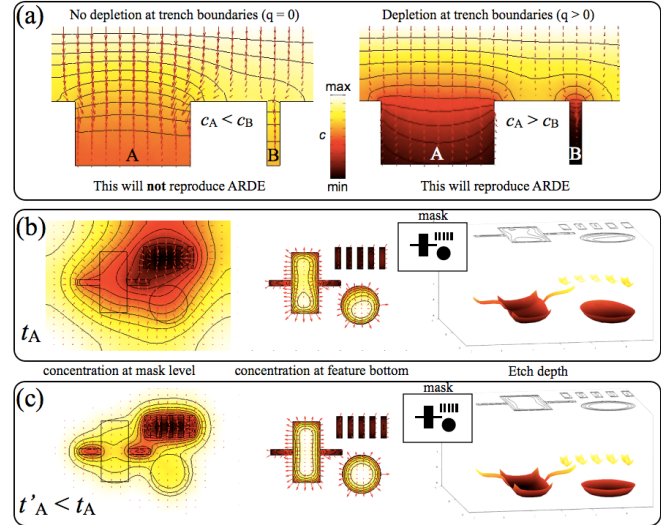 (a)
No depletion at trench boundaries (q = 0)
Depletion at trench boundaries (q > 0)
max
c
min
cA < cB
cA > cB
A
B
A
B
This will not reproduce ARDE
This will reproduce ARDE
(b)
mask
tA
concentration at mask level
concentration at feature bottom
Etch depth
(c)
mask
t'A < tA